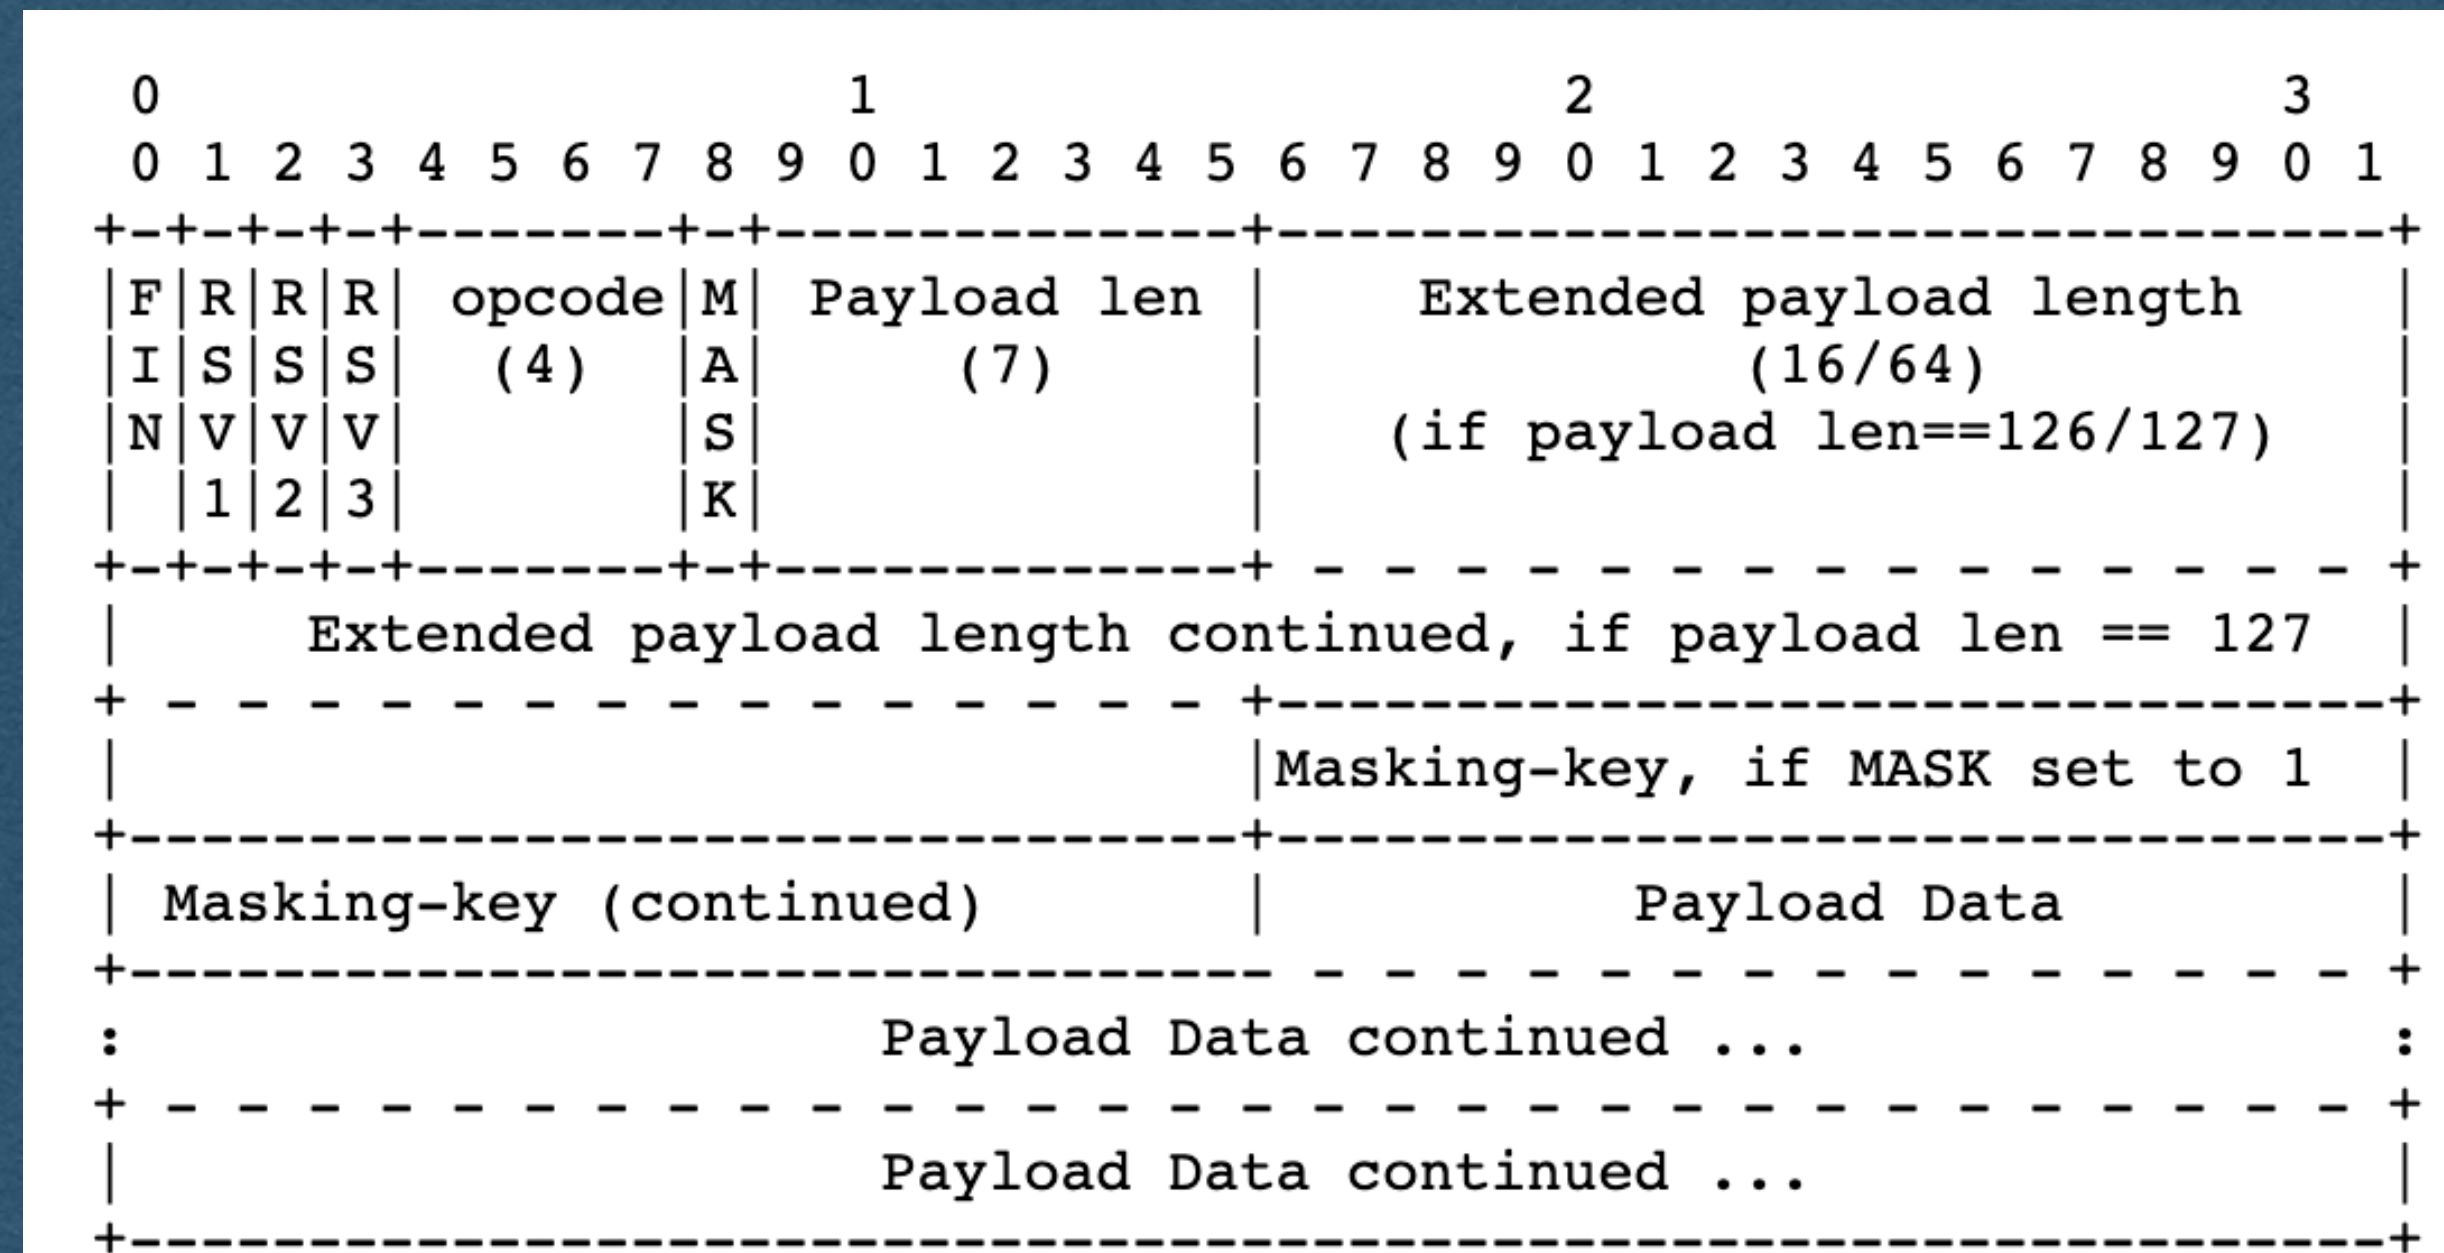 0                   1                   2                   3
 0 1 2 3 4 5 6 7 8 9 0 1 2 3 4 5 6 7 8 9 0 1 2 3 4 5 6 7 8 9 0 1
+-+-+-+-+-------+-+-------------+-------------------------------+
|F|R|R|R| opcode|M| Payload len |    Extended payload length    |
|I|S|S|S|  (4)  |A|     (7)     |             (16/64)           |
|N|V|V|V|       |S|             |   (if payload len==126/127)   |
| |1|2|3|       |K|             |                               |
+-+-+-+-+-------+-+-------------+ - - - - - - - - - - - - - - - +
|     Extended payload length continued, if payload len == 127  |
+ - - - - - - - - - - - - - - - +-------------------------------+
|                               |Masking-key, if MASK set to 1  |
+-------------------------------+-------------------------------+
| Masking-key (continued)       |          Payload Data         |
+-------------------------------- - - - - - - - - - - - - - - - +
:                     Payload Data continued ...                :
+ - - - - - - - - - - - - - - - - - - - - - - - - - - - - - - - +
|                     Payload Data continued ...                |
+---------------------------------------------------------------+